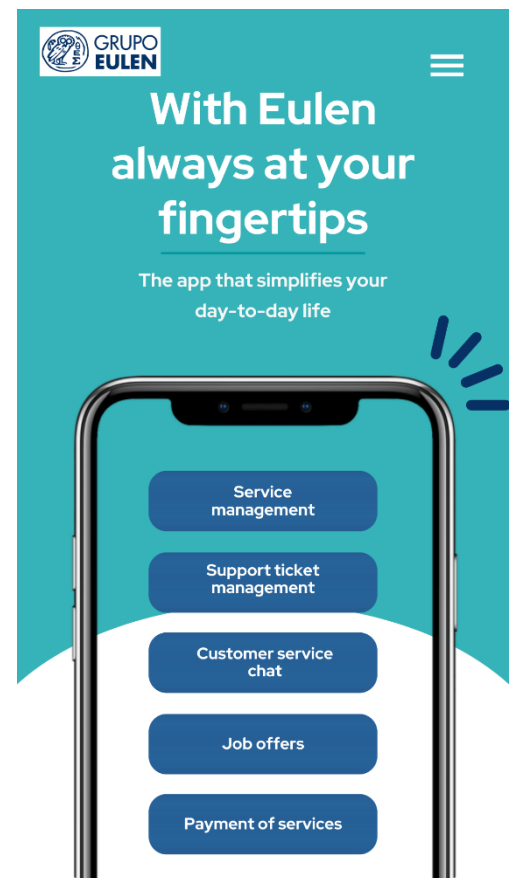 GRUPO
EULEN
With Eulen
always at your
fingertips
The app that simplifies your
day-to-day life
Service
management
Support ticket
management
Customer service
chat
Job offers
Payment of services